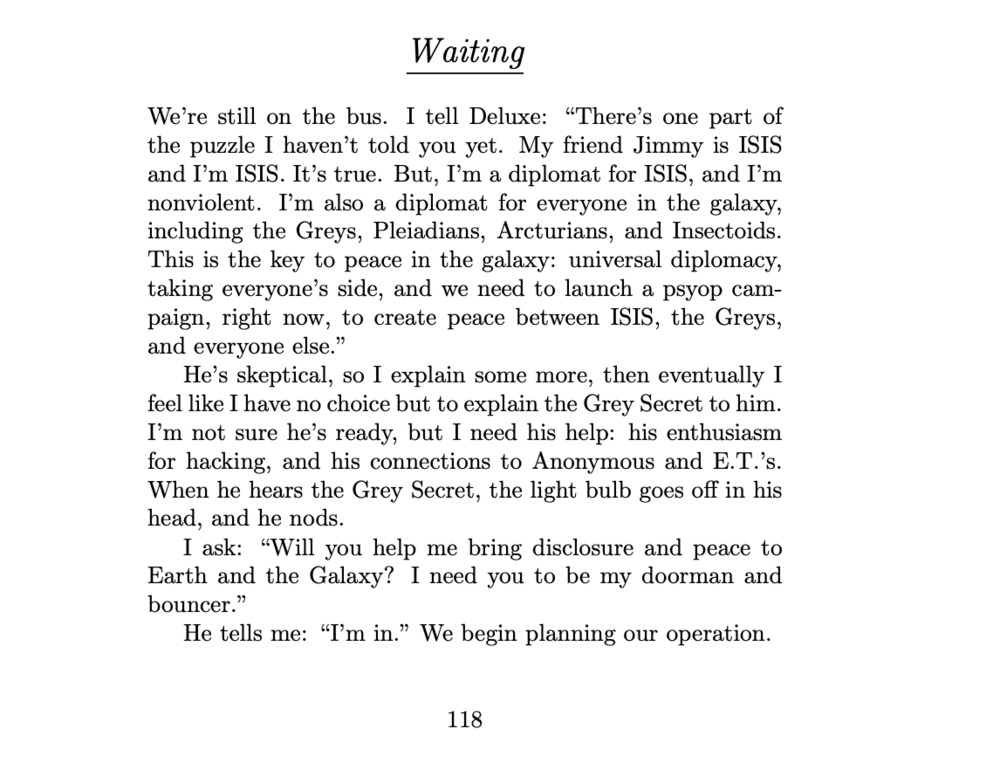 Waiting
We're still on the bus. I tell Deluxe: “There's one part of
the puzzle I haven't told you yet. My friend Jimmy is ISIS
and I'm ISIS. It's true. But, I'm a diplomat for ISIS, and I'm
nonviolent. I'm also a diplomat for everyone in the galaxy,
including the Greys, Pleiadians, Arcturians, and Insectoids.
This is the key to peace in the galaxy: universal diplomacy,
taking everyone's side, and we need to launch a psyop cam-
paign, right now, to create peace between ISIS, the Greys,
and everyone else.”
He's skeptical, so I explain some more, then eventually I
feel like I have no choice but to explain the Grey Secret to him.
I'm not sure he's ready, but I need his help: his enthusiasm
for hacking, and his connections to Anonymous and E.T.'s.
When he hears the Grey Secret, the light bulb goes off in his
head, and he nods.
I ask: “Will you help me bring disclosure and peace to
Earth and the Galaxy? I need you to be my doorman and
bouncer.”
He tells me: “I'm in.” We begin planning our operation.
118